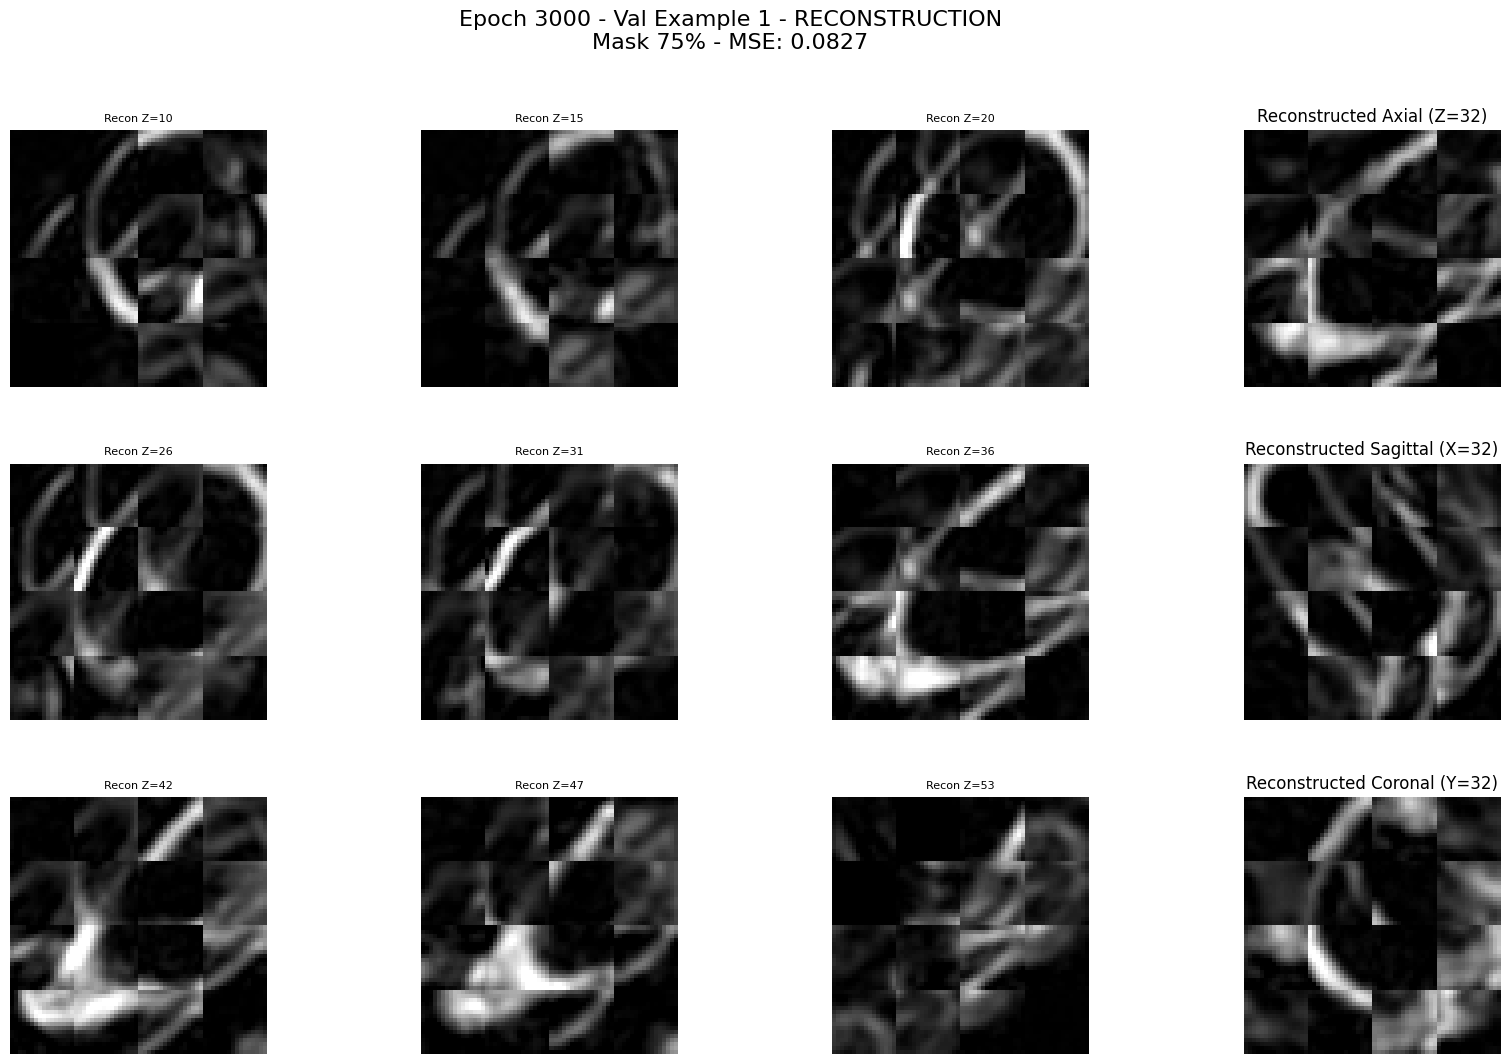 Epoch 3000 - Val Example 1 - RECONSTRUCTION
Mask 75% - MSE: 0.0827
Recon Z=10
Recon Z=15
Recon Z=20
Reconstructed Axial (Z=32)
Recon Z=26
Recon Z=31
Recon Z=36
Reconstructed Sagittal (X=32)
Recon Z=42
Recon Z=47
Recon Z=53
Reconstructed Coronal (Y=32)